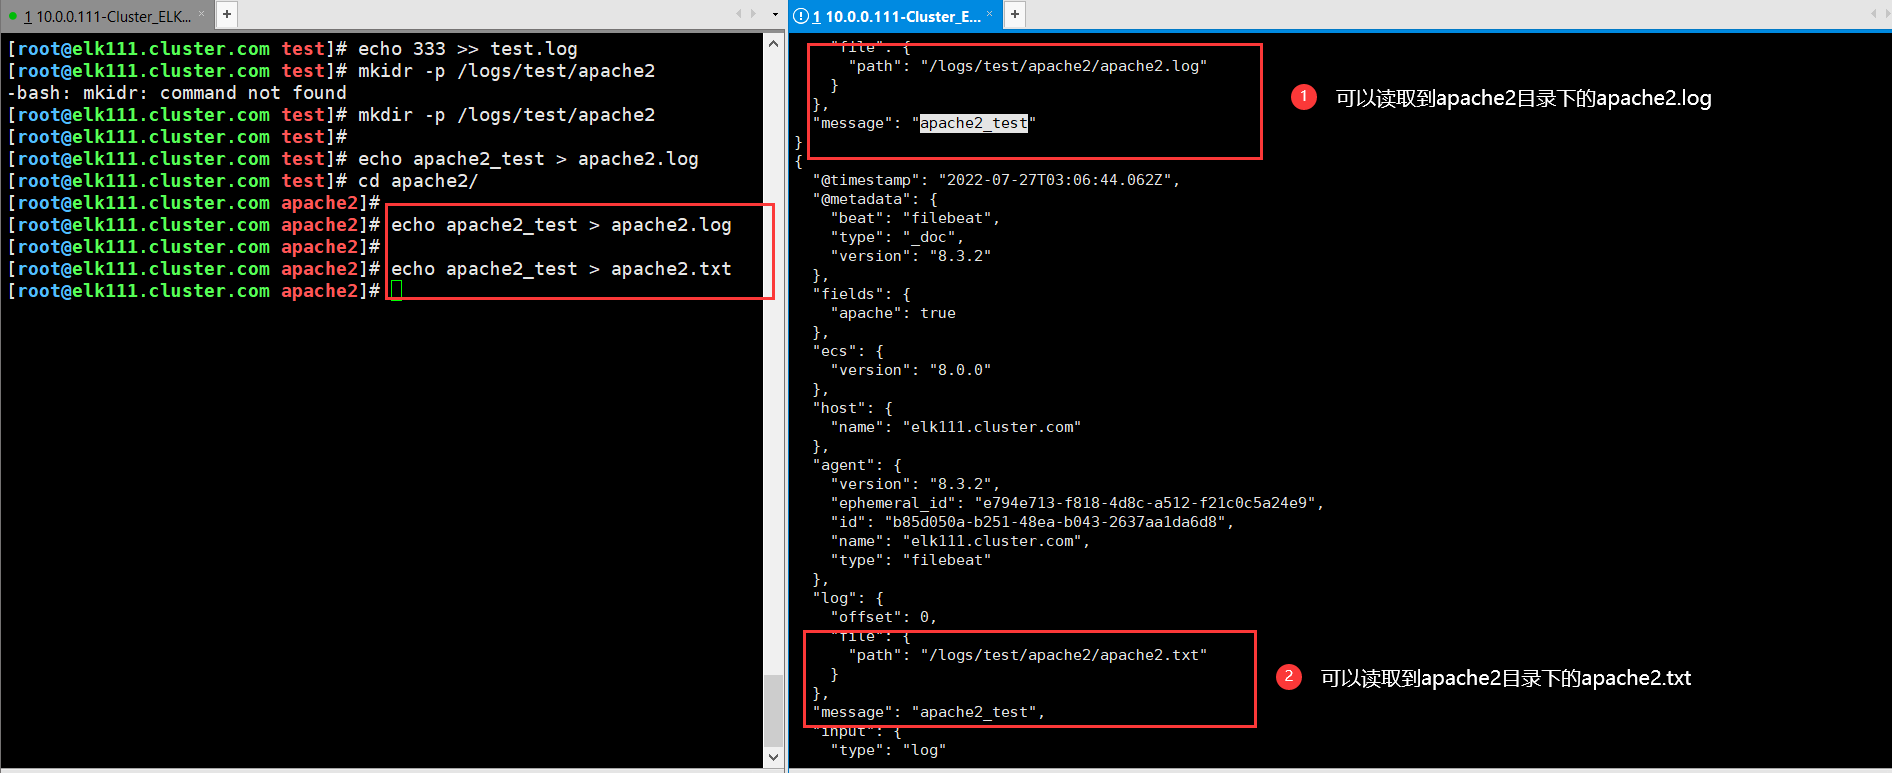 1 10.0.0.111-Cluster_ELK... × +
[root@elk111.cluster.com test]# echo 333 >> test.log
[root@elk111.cluster.com test]# mkidr -p /logs/test/apache2
-bash: mkidr: command not found
[root@elk111.cluster.com test]# mkdir -p /logs/test/apache2
[root@elk111.cluster.com test]#
[root@elk111.cluster.com test]# echo apache2_test > apache2.log
[root@elk111.cluster.com test]# cd apache2/
[root@elk111.cluster.com apache2]#
[root@elk111.cluster.com apache2]# echo apache2_test > apache2.log
[root@elk111.cluster.com apache2]#
[root@elk111.cluster.com apache2]# echo apache2_test > apache2.txt
[root@elk111.cluster.com apache2]#
1 10.0.0.111-Cluster_E... × +
"file": {
"path": "/logs/test/apache2/apache2.log"
}
},
"message": "apache2_test"
}
{
"@timestamp": "2022-07-27T03:06:44.062Z",
"@metadata": {
"beat": "filebeat",
"type": "_doc",
"version": "8.3.2"
},
"fields": {
"apache": true
},
"ecs": {
"version": "8.0.0"
},
"host": {
"name": "elk111.cluster.com"
},
"agent": {
"version": "8.3.2",
"ephemeral_id": "e794e713-f818-4d8c-a512-f21c0c5a24e9",
"id": "b85d050a-b251-48ea-b043-2637aa1da6d8",
"name": "elk111.cluster.com",
"type": "filebeat"
},
"log": {
"offset": 0,
"file": {
"path": "/logs/test/apache2/apache2.txt"
}
},
"message": "apache2_test",
"input": {
"type": "log"
1 可以读取到apache2目录下的apache2.log
2 可以读取到apache2目录下的apache2.txt